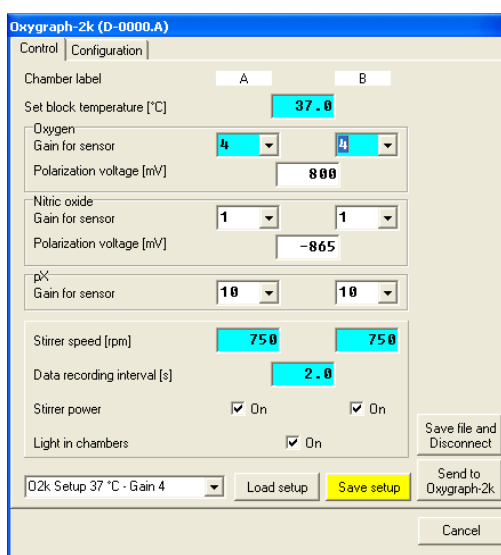 Oxygraph-2k (D-0000.A)
Control Configuration
Chamber label A B
Set block temperature [°C] 37.0
Oxygen
Gain for sensor 4 4
Polarization voltage [mV] 800
Nitric oxide
Gain for sensor 1 1
Polarization voltage [mV] -865
pX
Gain for sensor 10 10
Stirrer speed [rpm] 750 750
Data recording interval [s] 2.0
Stirrer power On On
Light in chambers On
Save file and
Disconnect
O2k Setup 37 °C - Gain 4 Load setup Save setup
Send to
Oxygraph-2k
Cancel